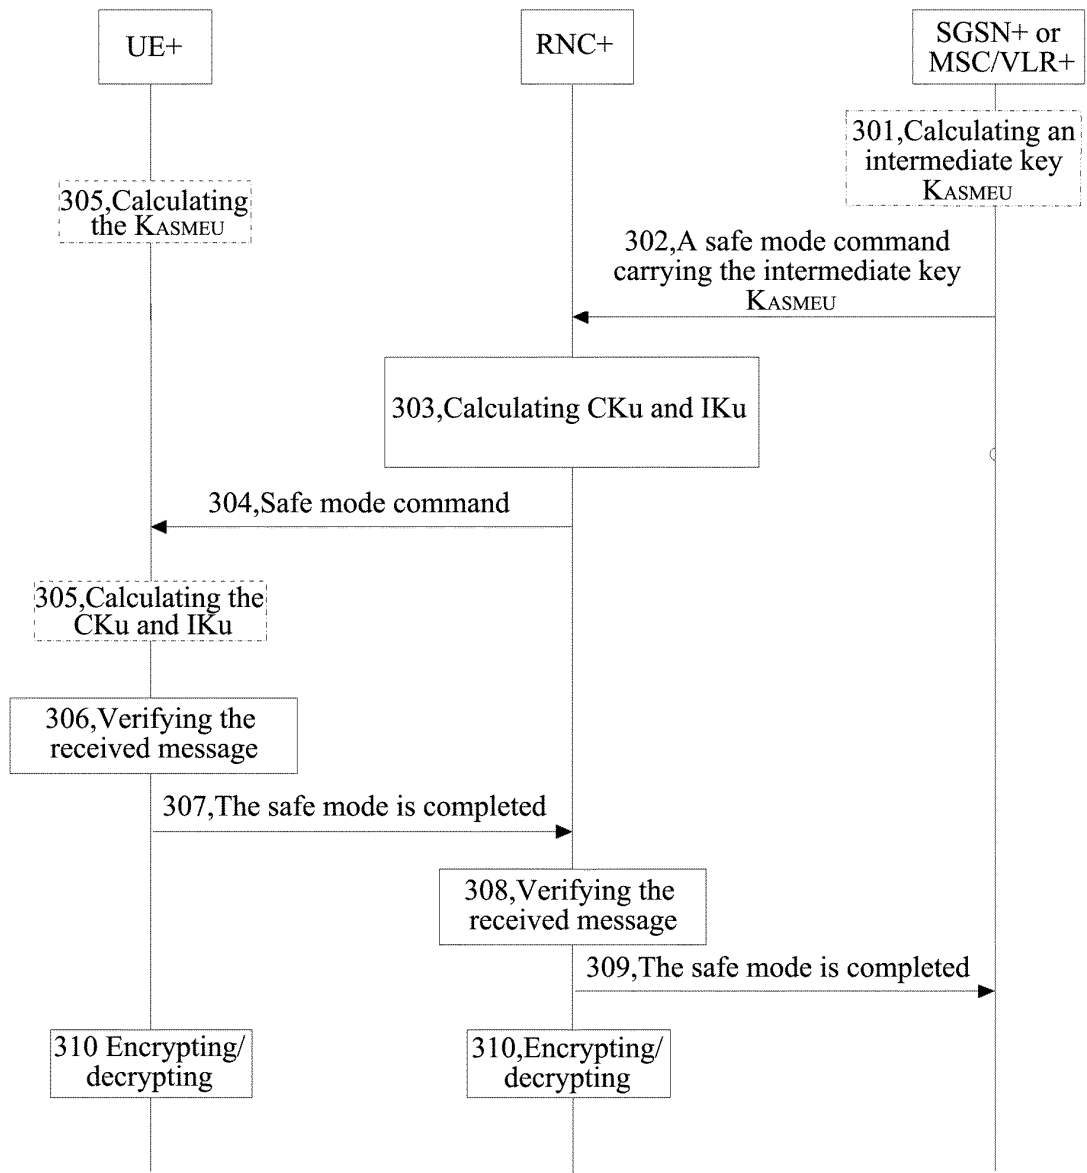 UE+
RNC+
SGSN+ or
MSC/VLR+
301,Calculating an
intermediate key
KASMEU
305,Calculating
the KASMEU
302,A safe mode command
carrying the intermediate key
KASMEU
303,Calculating CKu and IKu
304,Safe mode command
305,Calculating the
CKu and IKu
306,Verifying the
received message
307,The safe mode is completed
308,Verifying the
received message
309,The safe mode is completed
310 Encrypting/
decrypting
310,Encrypting/
decrypting